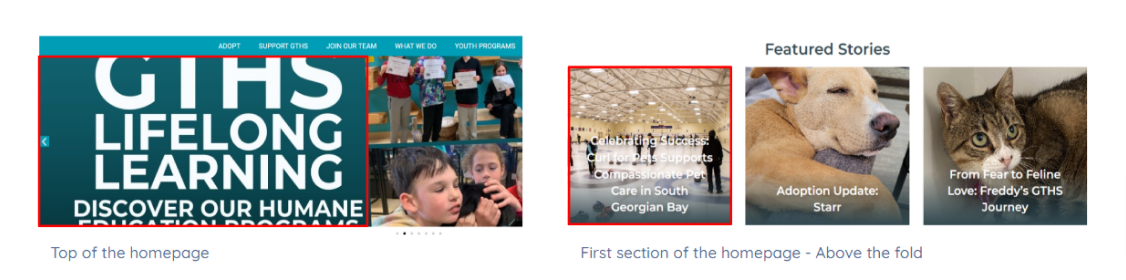 ADOPT SUPPORT GTHS JOIN OUR TEAM WHAT WE DO YOUTH PROGRAMS
GTHS
LIFELONG
LEARNING
DISCOVER OUR HUMANE
EDUCATION PROGRAMS
Top of the homepage
Featured Stories
Celebrating Success:
Curl for Pets Supports
Compassionate Pet
Care in South
Georgian Bay
Adoption Update:
Starr
From Fear to Feline
Love: Freddy's GTHS
Journey
First section of the homepage - Above the fold